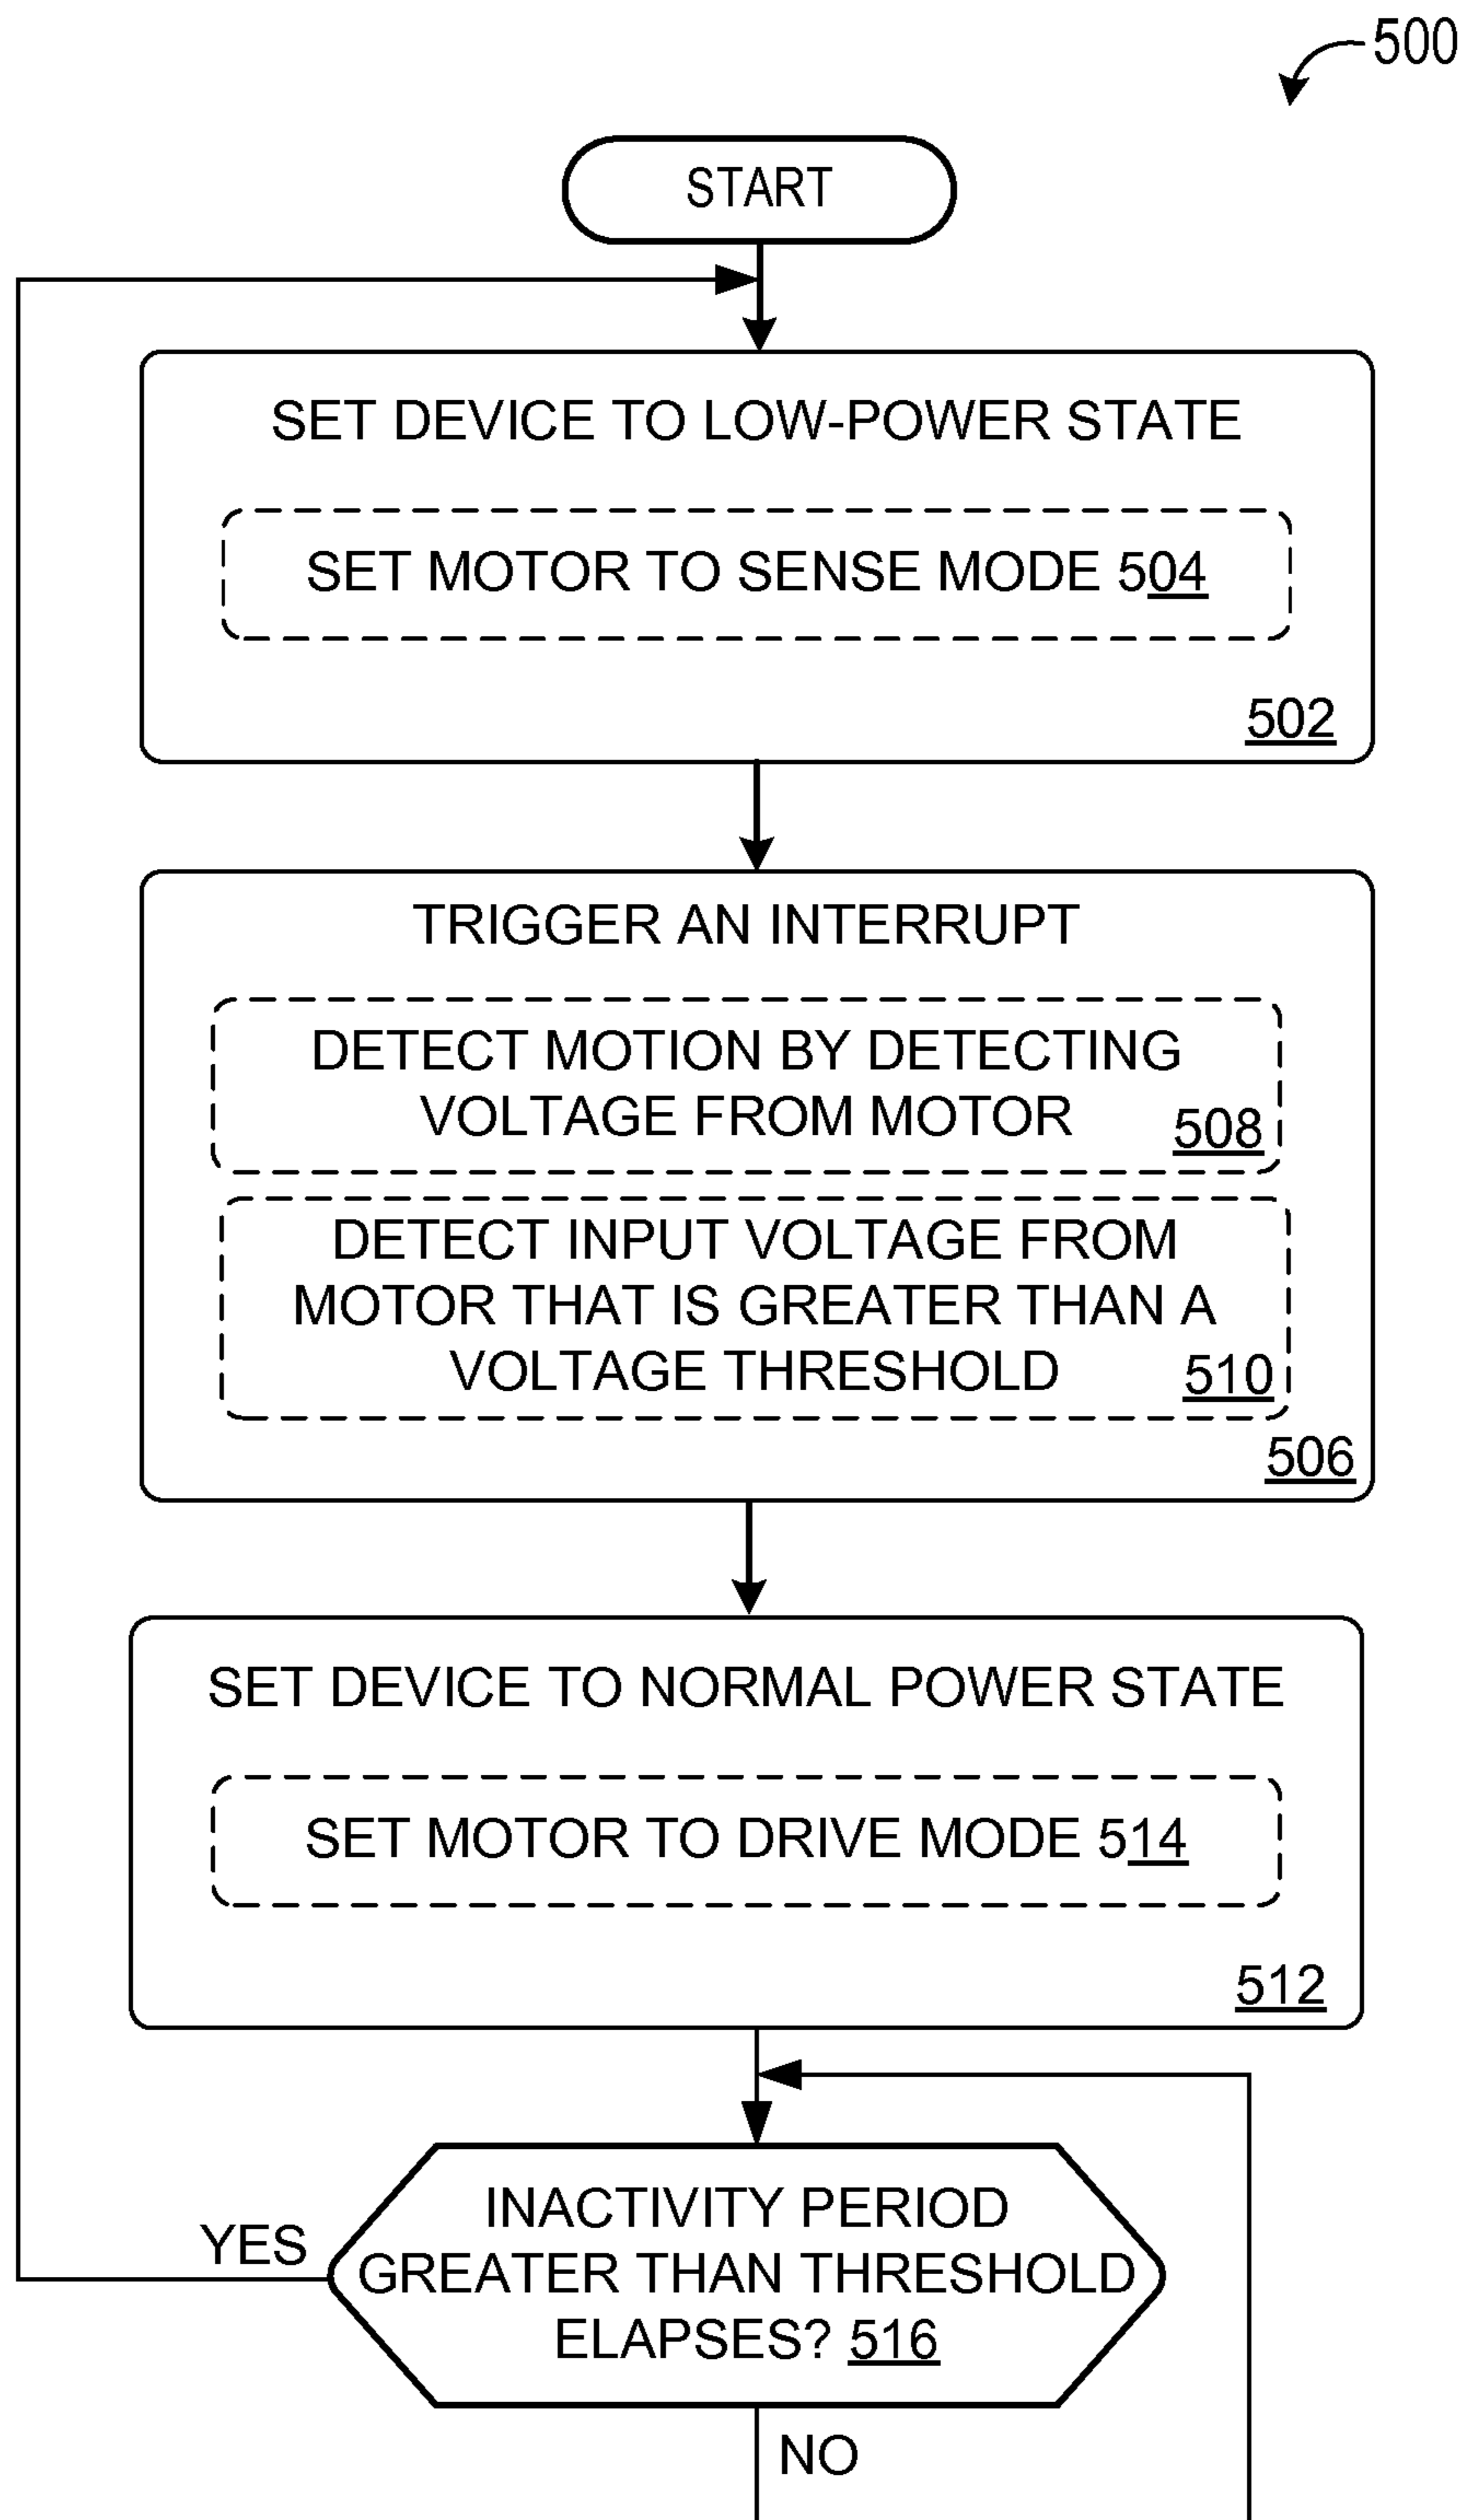 500
START
SET DEVICE TO LOW-POWER STATE
SET MOTOR TO SENSE MODE 504
502
TRIGGER AN INTERRUPT
DETECT MOTION BY DETECTING
VOLTAGE FROM MOTOR 508
DETECT INPUT VOLTAGE FROM
MOTOR THAT IS GREATER THAN A
VOLTAGE THRESHOLD 510
506
SET DEVICE TO NORMAL POWER STATE
SET MOTOR TO DRIVE MODE 514
512
INACTIVITY PERIOD
YES
GREATER THAN THRESHOLD
ELAPSES? 516
NO